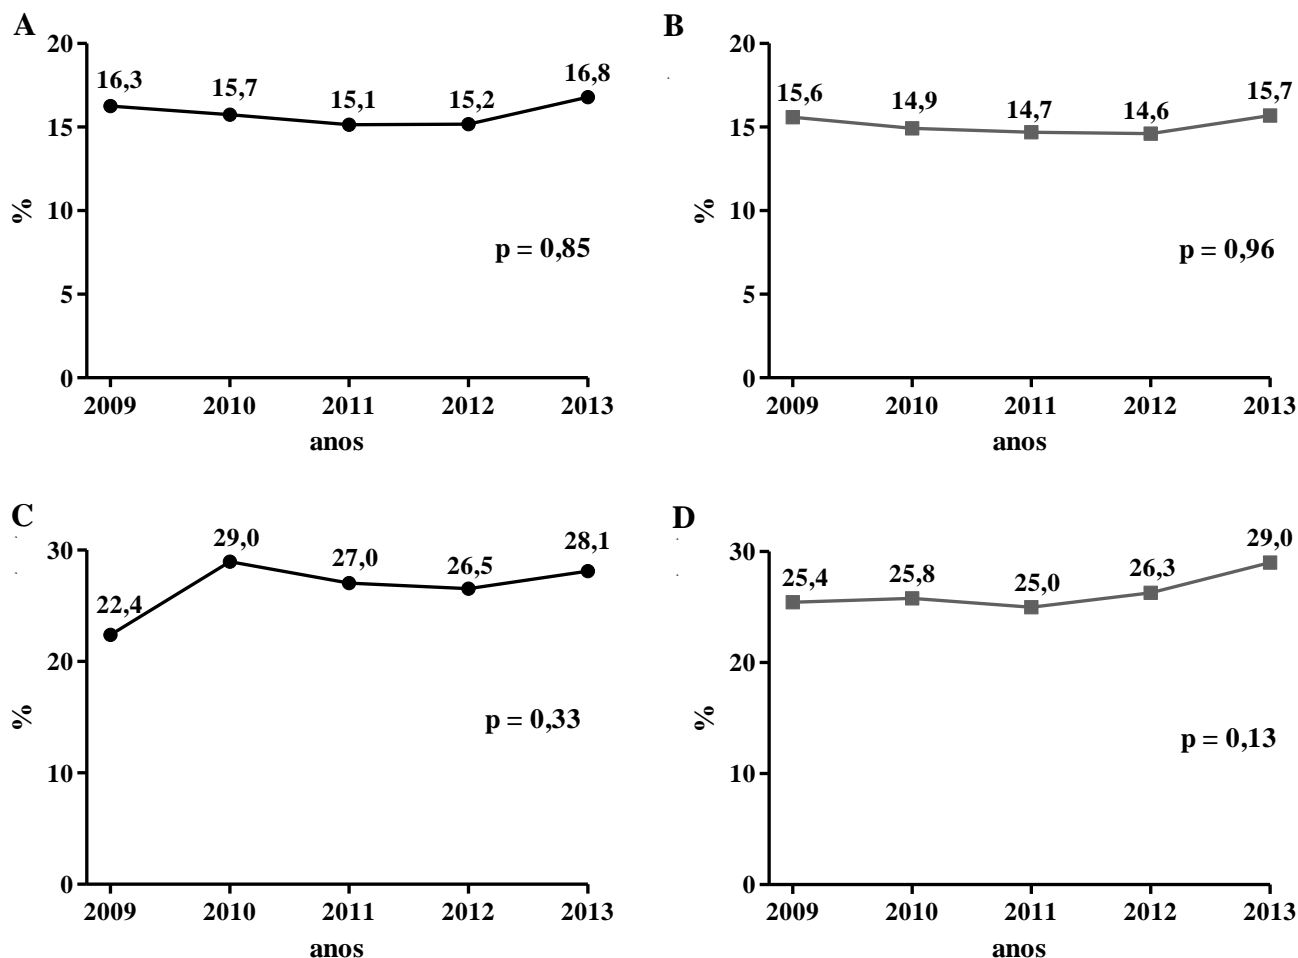 A
20
16,3
15,7
15,1
15,2
16,8
15
%
10
p = 0,85
5
0
2009 2010 2011 2012 2013
anos
B
20
15,6
14,9
14,7
14,6
15,7
15
%
10
p = 0,96
5
0
2009 2010 2011 2012 2013
anos
C
30
22,4
29,0
27,0
26,5
28,1
20
%
p = 0,33
10
0
2009 2010 2011 2012 2013
anos
D
30
25,4
25,8
25,0
26,3
29,0
20
%
p = 0,13
10
0
2009 2010 2011 2012 2013
anos